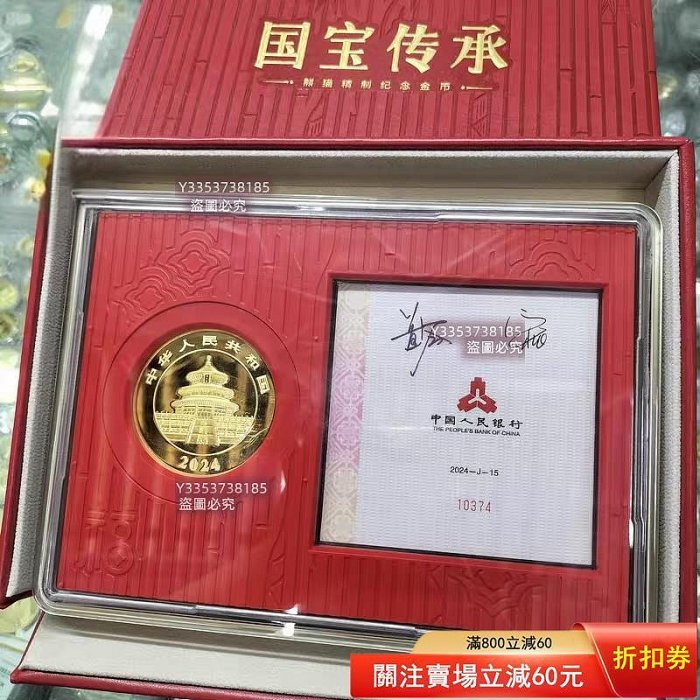 国宝传承
熊猫精制纪念金币
Y3353738185
盜圖必究
Y3353738185
盜圖必究
中华人民共和国
2024
中国人民银行
THE PEOPLE'S BANK OF CHINA
2024-J-15
10374
Y3353738185
盜圖必究
滿800立減60
關注賣場立減60元
折扣券